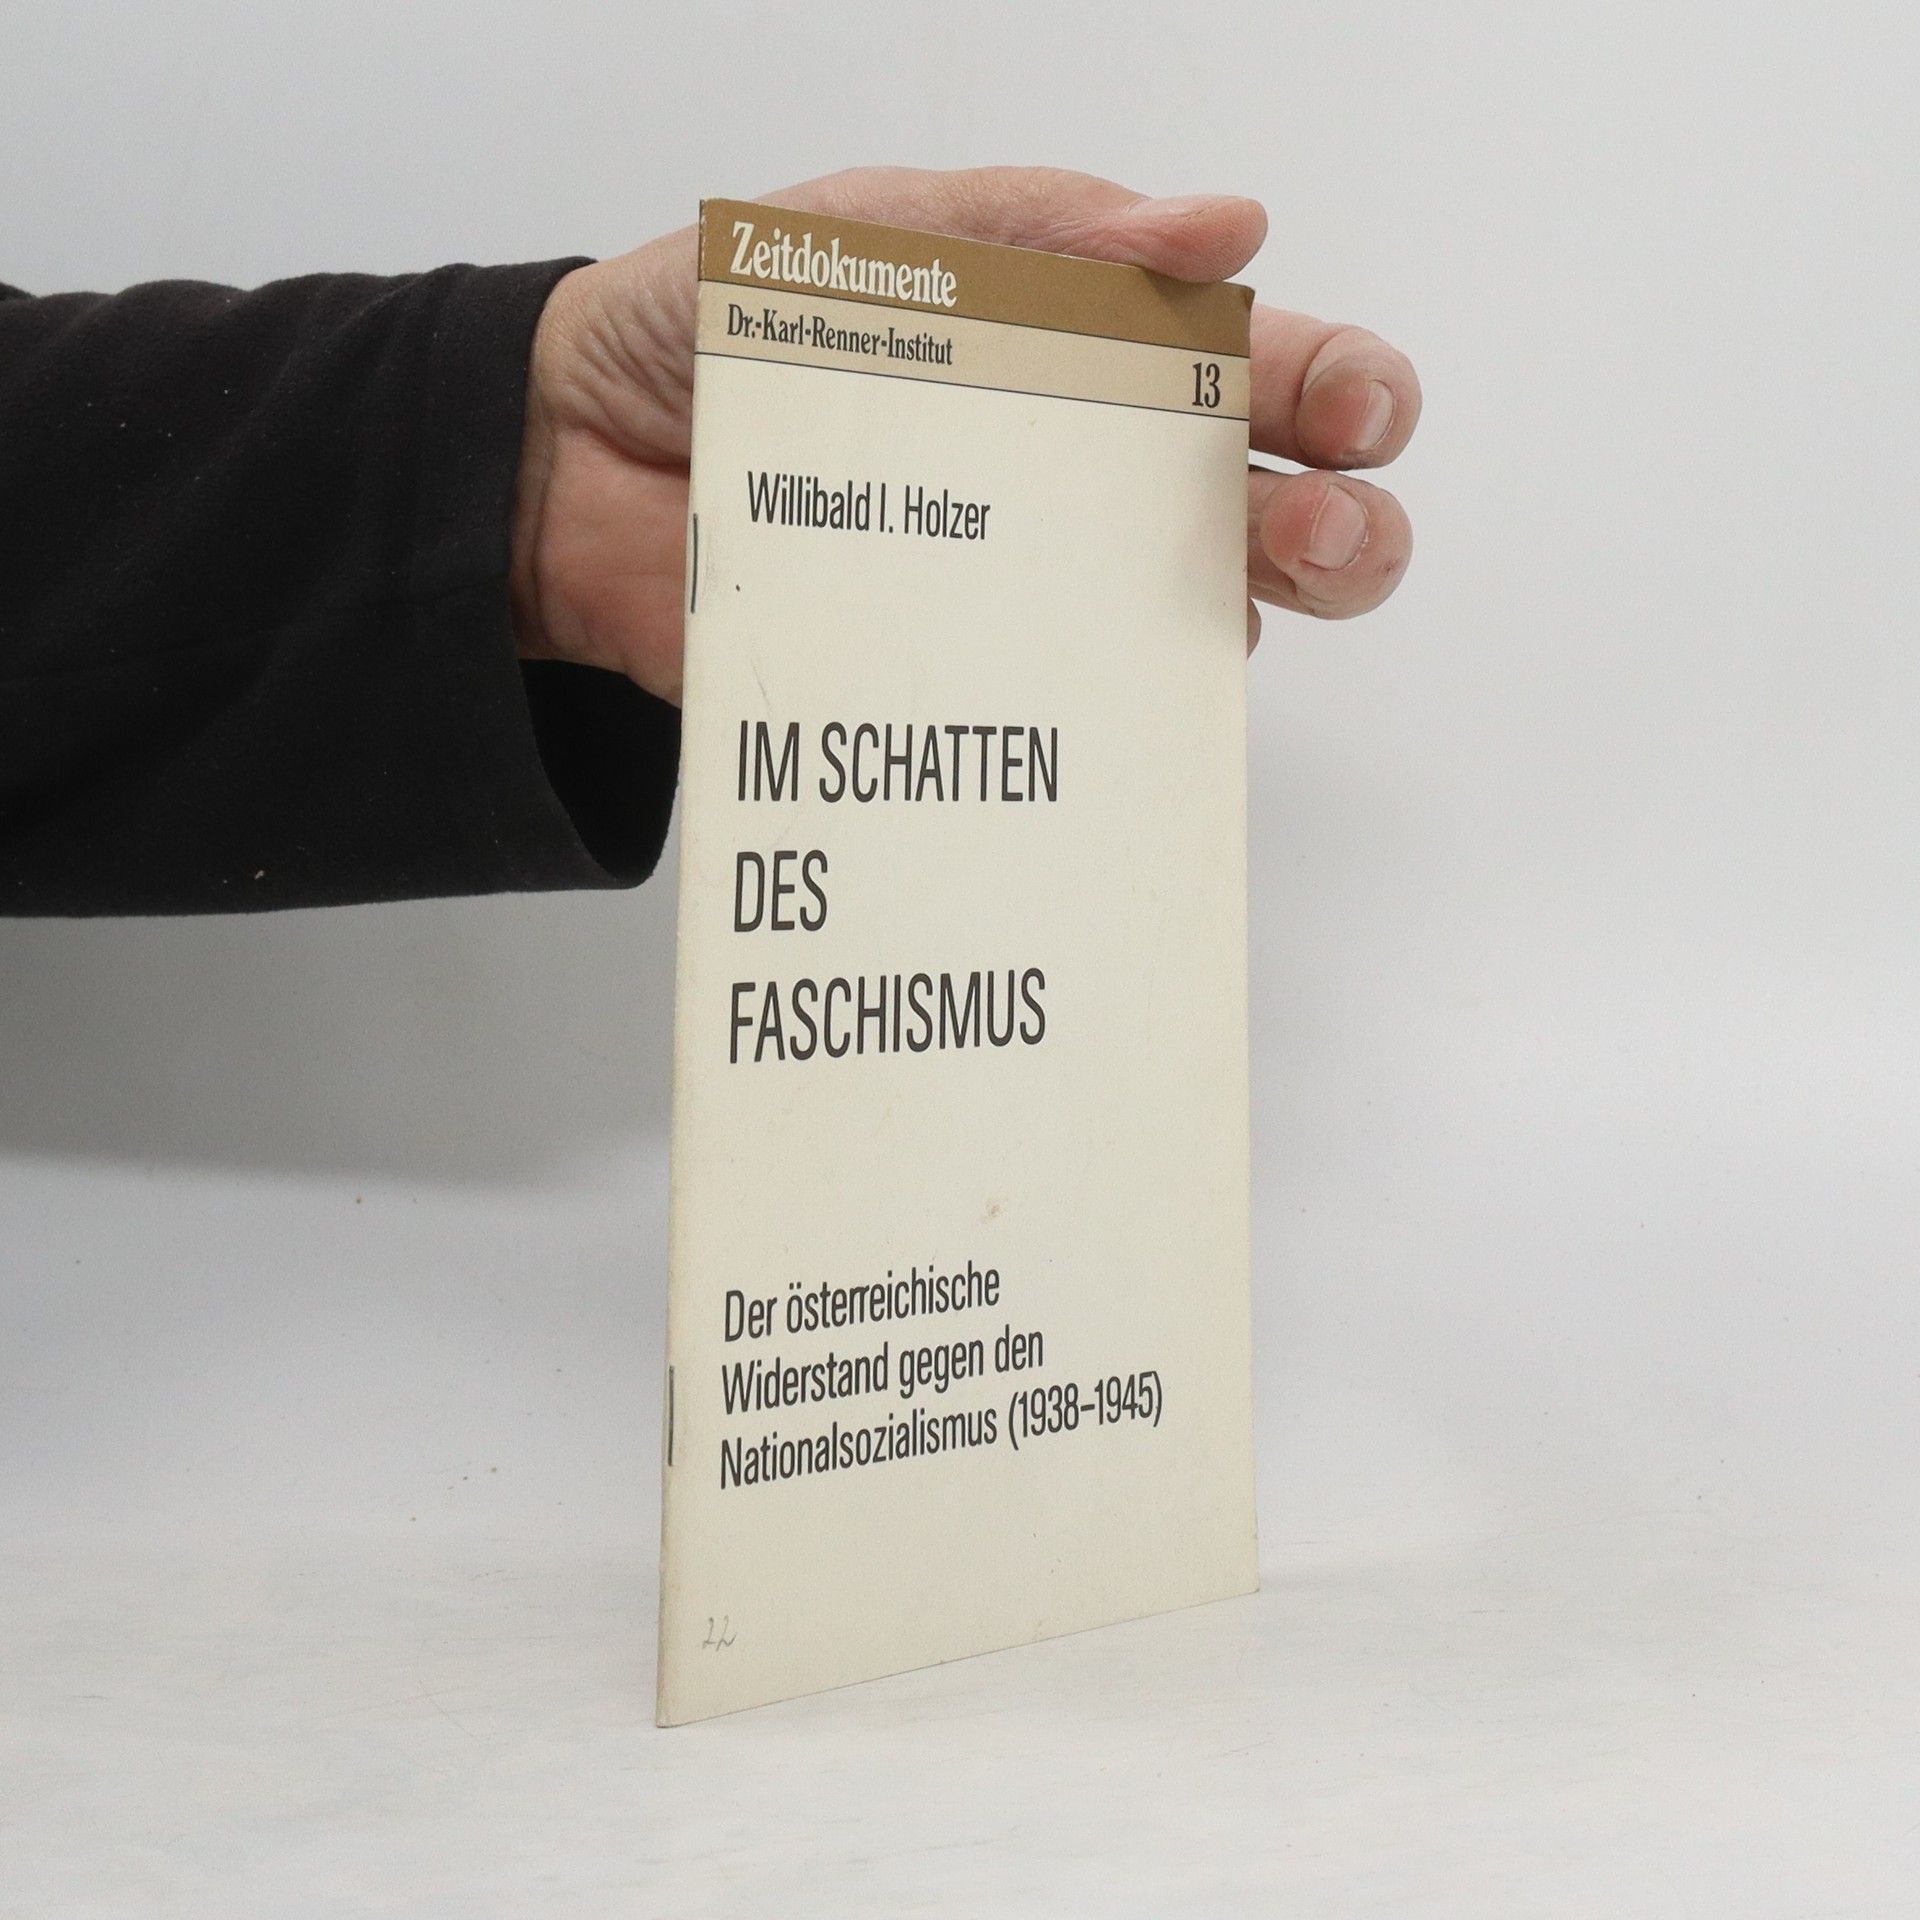 Zeitdokumente
Dr.-Karl-Renner-Institut
13
Willibald I. Holzer
IM SCHATTEN
DES
FASCHISMUS
Der österreichische
Widerstand gegen den
Nationalsozialismus (1938–1945)
22